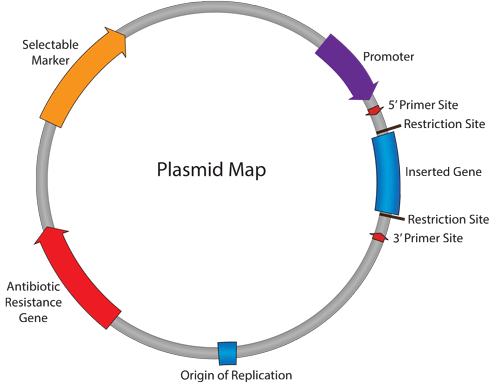 Selectable
Marker
Promoter
5' Primer Site
Restriction Site
Plasmid Map
Inserted Gene
Restriction Site
3' Primer Site
Antibiotic
Resistance
Gene
Origin of Replication